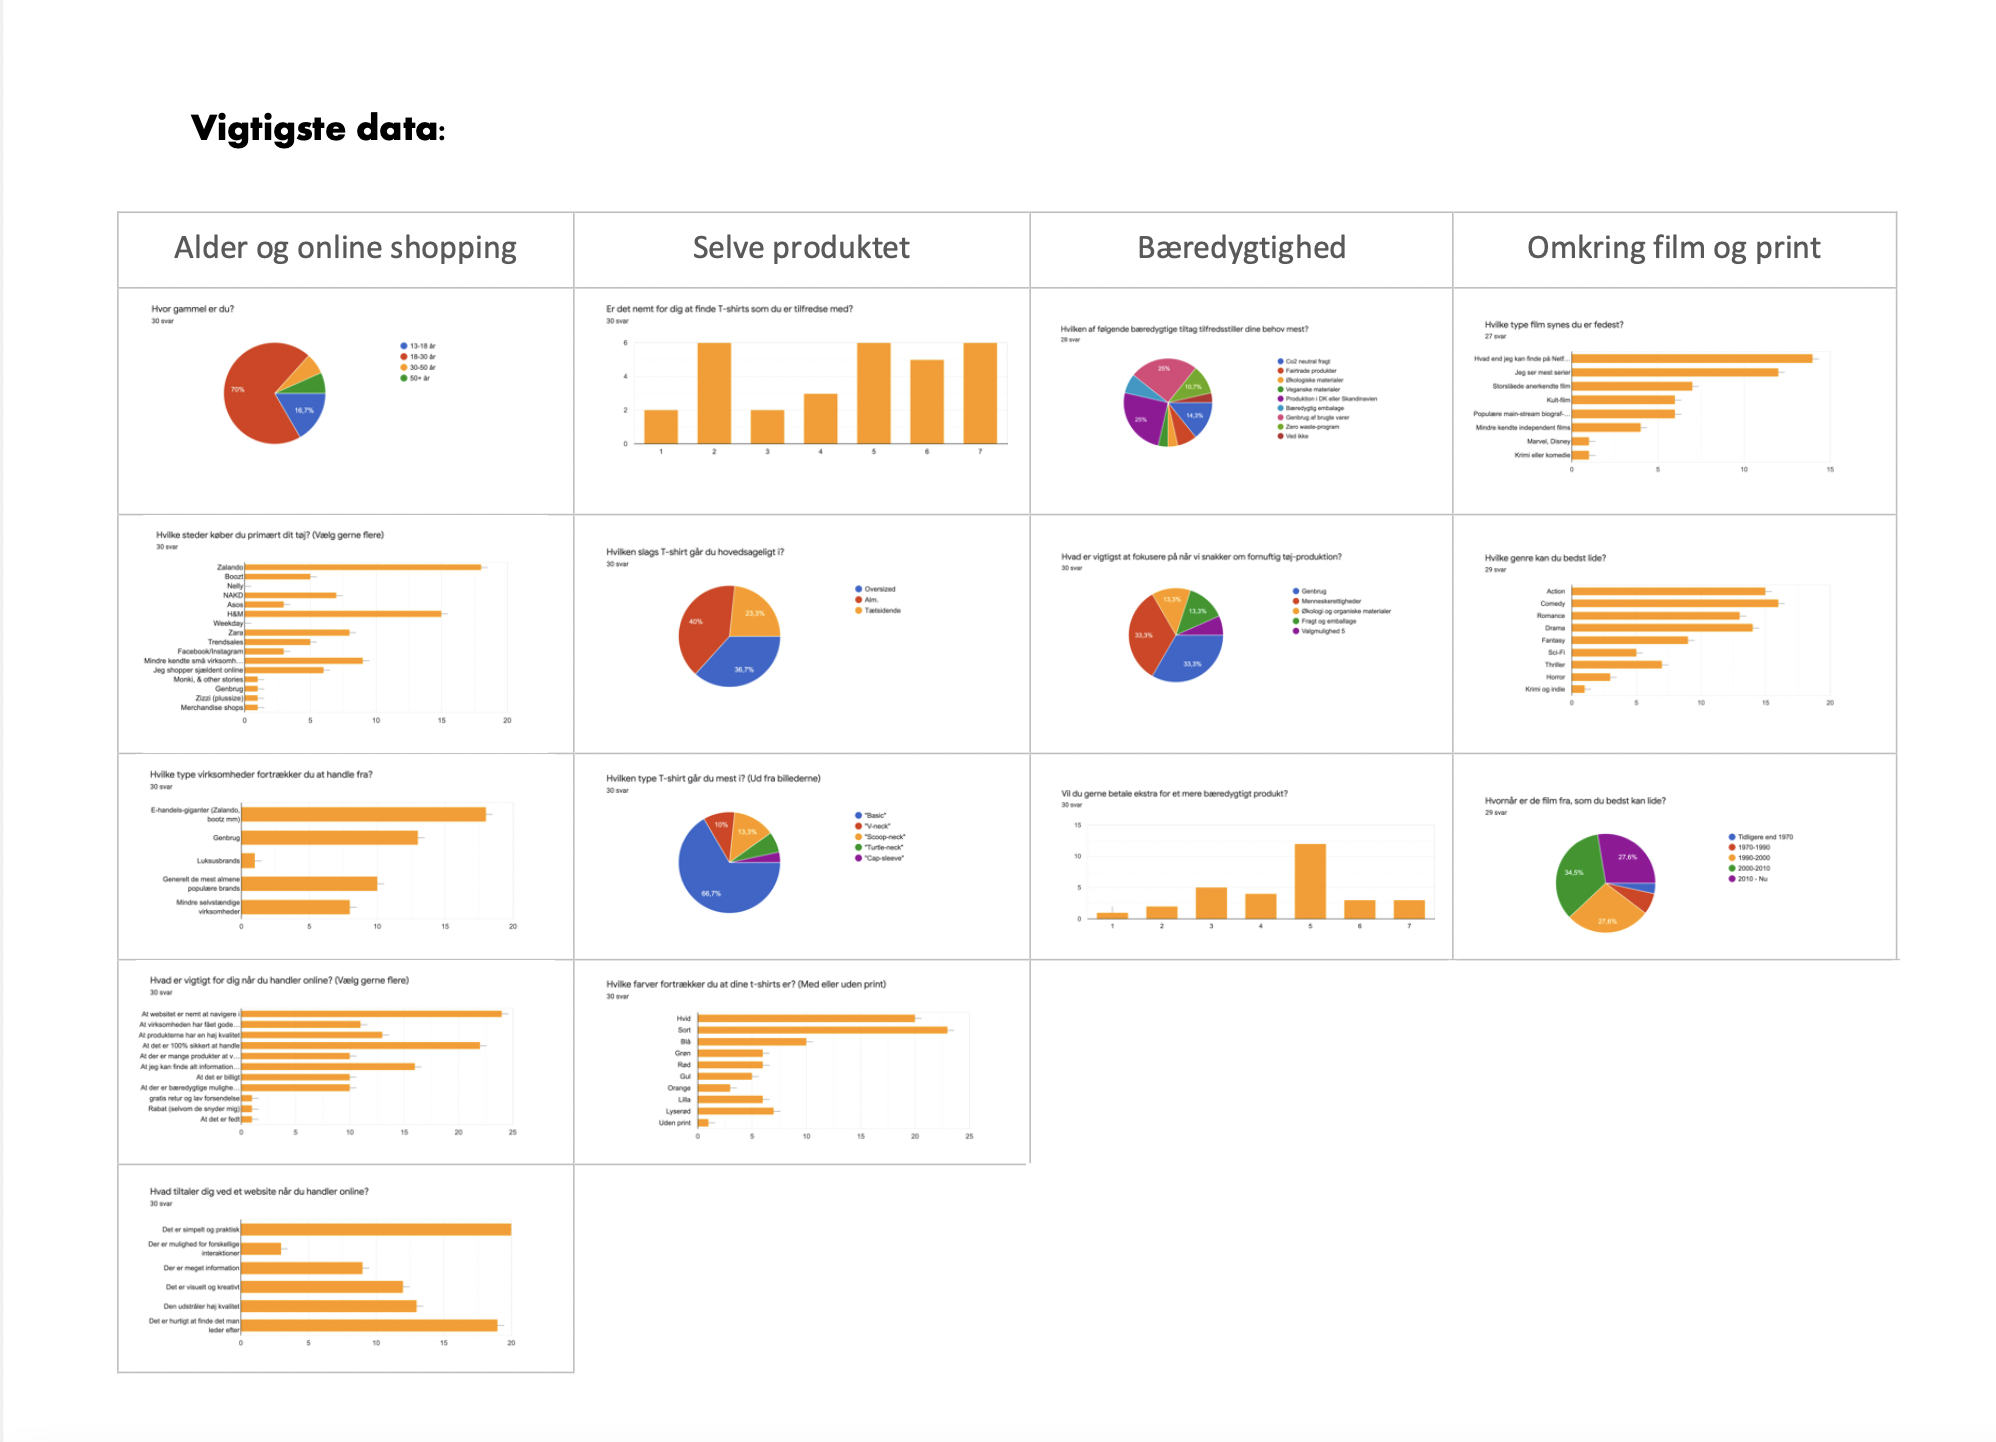 Vigtigste data:
Alder og online shopping
Selve produktet
Bæredygtighed
Omkring film og print
Hvor gammel er du?
30 svar
70%
16,7%
13-18 år
18-30 år
30-50 år
50+ år
Er det nemt for dig at finde T-shirts som du er tilfredse med?
30 svar
6
4
2
0
1 2 3 4 5 6 7
Hvilken af følgende bæredygtige tiltag tilfredsstiller dine behov mest?
28 svar
25%
10,7%
14,3%
25%
Co2 neutral fragt
Fairtrade produkter
Økologiske materialer
Veganske materialer
Produktion i DK eller Skandinavien
Bæredygtig embalage
Genbrug af brugte varer
Zero waste-program
Ved ikke
Hvilke type film synes du er fedest?
27 svar
Hvad end jeg kan finde på Netf...
Jeg ser mest serier
Storslåede anerkendte film
Kult-film
Populære main-stream biograf-...
Mindre kendte independent films
Marvel, Disney
Krimi eller komedie
0 5 10 15
Hvilke steder køber du primært dit tøj? (Vælg gerne flere)
30 svar
Zalando
Boozt
Nelly
NAKD
Asos
H&M
Weekday
Zara
Trendsales
Facebook/Instagram
Mindre kendte små virksomh...
Jeg shopper sjældent online
Monki, & other stories
Genbrug
Zizzi (plussize)
Merchandise shops
0 5 10 15 20
Hvilken slags T-shirt går du hovedsageligt i?
30 svar
23,3%
40%
36,7%
Oversized
Alm.
Tætsidende
Hvad er vigtigst at fokusere på når vi snakker om fornuftig tøj-produktion?
30 svar
13,3%
13,3%
33,3%
33,3%
Genbrug
Menneskerettigheder
Økologi og organiske materialer
Fragt og emballage
Valgmulighed 5
Hvilke genre kan du bedst lide?
29 svar
Action
Comedy
Romance
Drama
Fantasy
Sci-Fi
Thriller
Horror
Krimi og indie
0 5 10 15 20
Hvilke type virksomheder fortrækker du at handle fra?
30 svar
E-handels-giganter (Zalando,
bootz mm)
Genbrug
Luksusbrands
Generelt de mest almene
populære brands
Mindre selvstændige
virksomheder
0 5 10 15 20
Hvilken type T-shirt går du mest i? (Ud fra billederne)
30 svar
10%
13,3%
66,7%
"Basic"
"V-neck"
"Scoop-neck"
"Turtle-neck"
"Cap-sleeve"
Vil du gerne betale ekstra for et mere bæredygtigt produkt?
30 svar
15
10
5
0
1 2 3 4 5 6 7
Hvornår er de film fra, som du bedst kan lide?
29 svar
27,6%
34,5%
27,6%
Tidligere end 1970
1970-1990
1990-2000
2000-2010
2010 - Nu
Hvad er vigtigt for dig når du handler online? (Vælg gerne flere)
30 svar
At websitet er nemt at navigere i
At virksomheden har fået gode...
At produkterne har en høj kvalitet
At det er 100% sikkert at handle
At der er mange produkter at v...
At jeg kan finde alt information...
At det er billigt
At der er bæredygtige mulighe...
gratis retur og lav forsendelse
Rabat (selvom de snyder mig)
At det er fedt
0 5 10 15 20 25
Hvilke farver fortrækker du at dine t-shirts er? (Med eller uden print)
30 svar
Hvid
Sort
Blå
Grøn
Rød
Gul
Orange
Lilla
Lyserød
Uden print
0 5 10 15 20 25
Hvad tiltaler dig ved et website når du handler online?
30 svar
Det er simpelt og praktisk
Der er mulighed for forskellige
interaktioner
Der er meget information
Det er visuelt og kreativt
Den udstråler høj kvalitet
Det er hurtigt at finde det man
leder efter
0 5 10 15 20